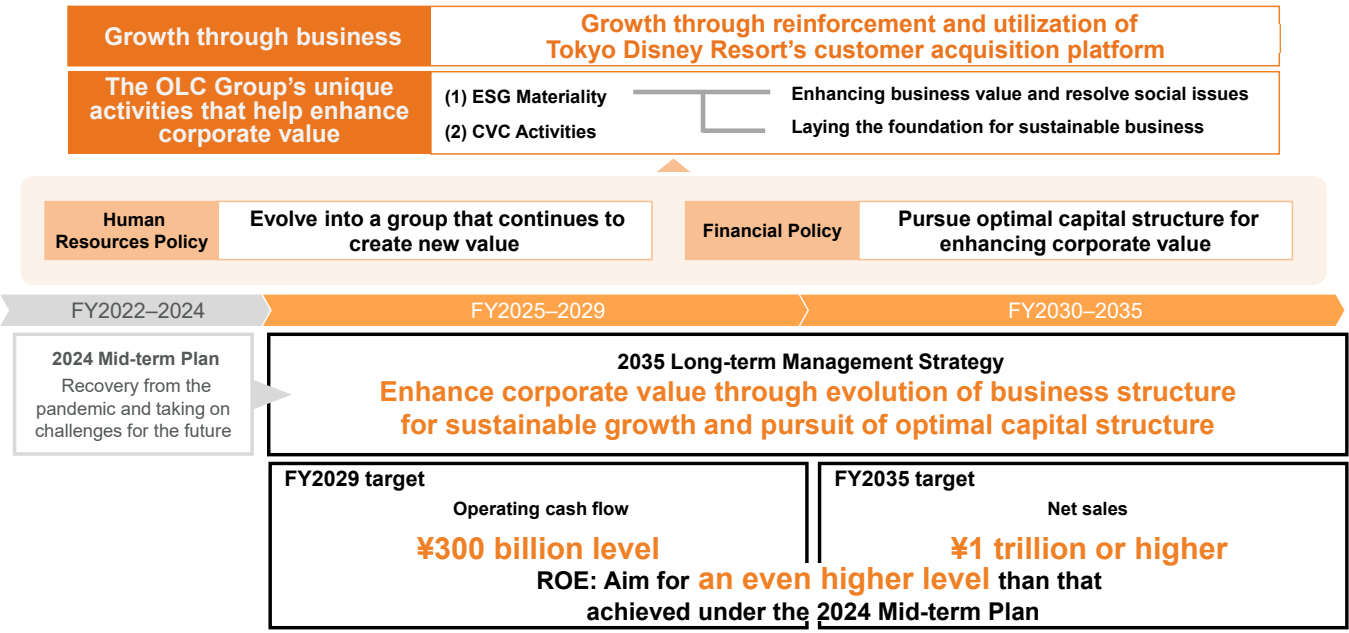 Growth through business
Growth through reinforcement and utilization of
Tokyo Disney Resort's customer acquisition platform
The OLC Group's unique
activities that help enhance
corporate value
(1) ESG Materiality
(2) CVC Activities
Enhancing business value and resolve social issues
Laying the foundation for sustainable business
Human
Resources Policy
Evolve into a group that continues to
create new value
Financial Policy
Pursue optimal capital structure for
enhancing corporate value
FY2022–2024
FY2025–2029
FY2030–2035
2024 Mid-term Plan
Recovery from the
pandemic and taking on
challenges for the future
2035 Long-term Management Strategy
Enhance corporate value through evolution of business structure
for sustainable growth and pursuit of optimal capital structure
FY2029 target
Operating cash flow
¥300 billion level
FY2035 target
Net sales
¥1 trillion or higher
ROE: Aim for an even higher level than that
achieved under the 2024 Mid-term Plan